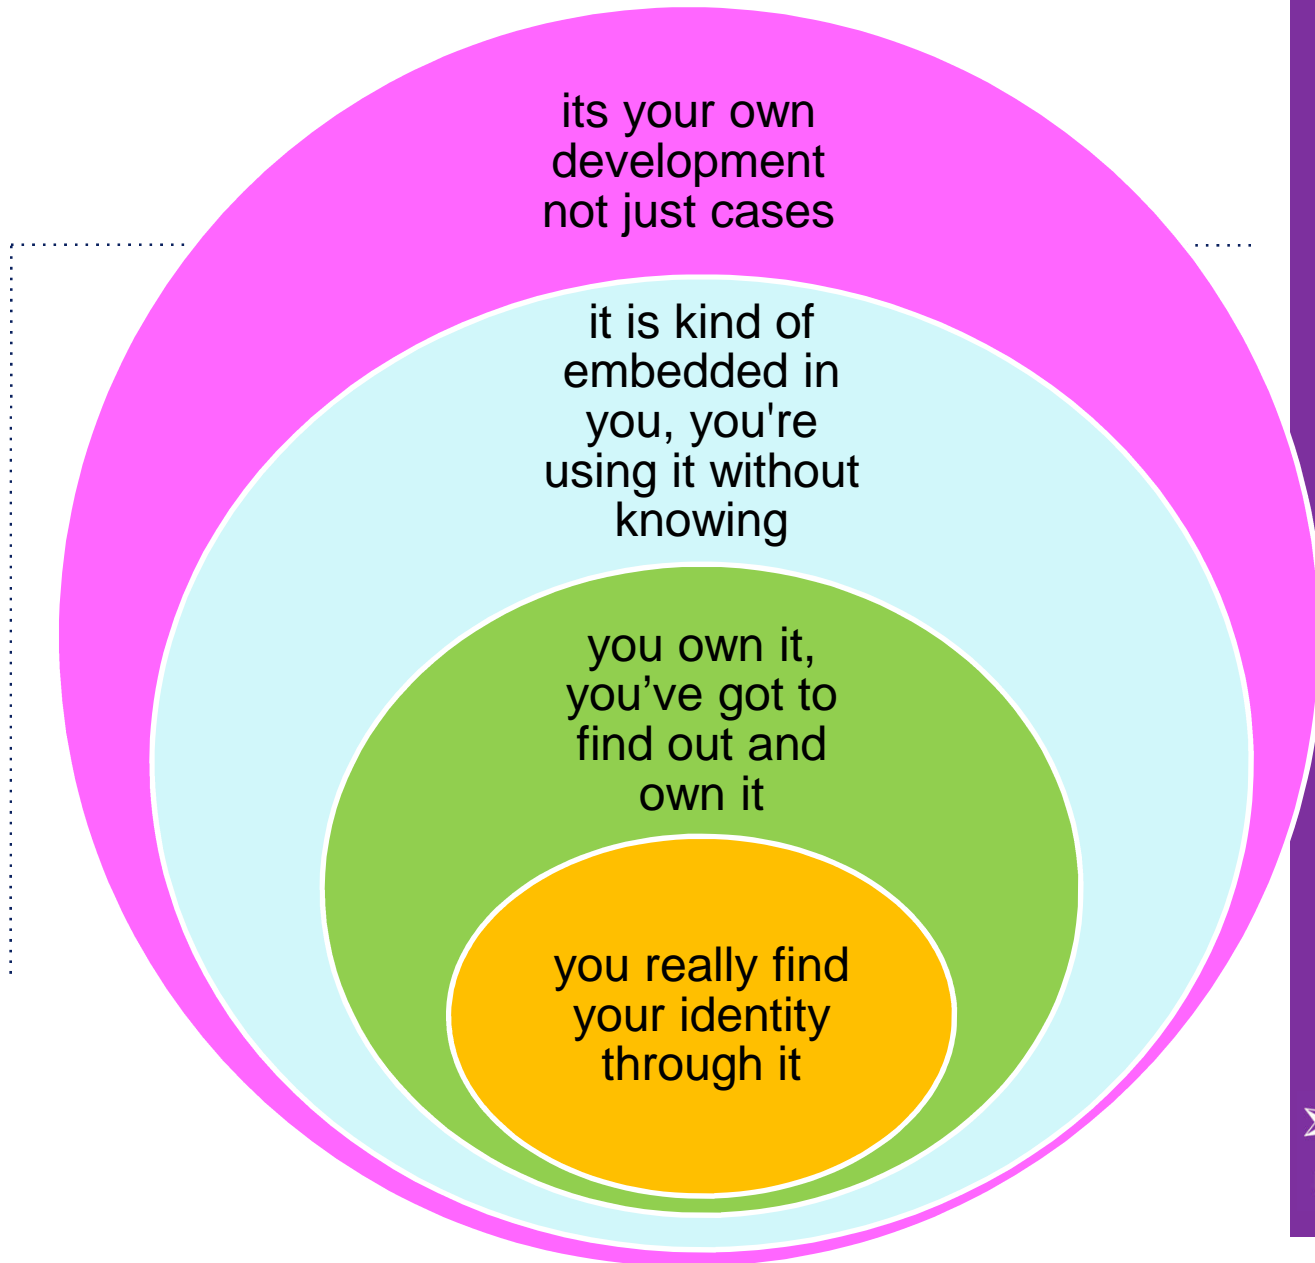 its your own
development
not just cases
it is kind of
embedded in
you, you're
using it without
knowing
you own it,
you’ve got to
find out and
own it
you really find
your identity
through it